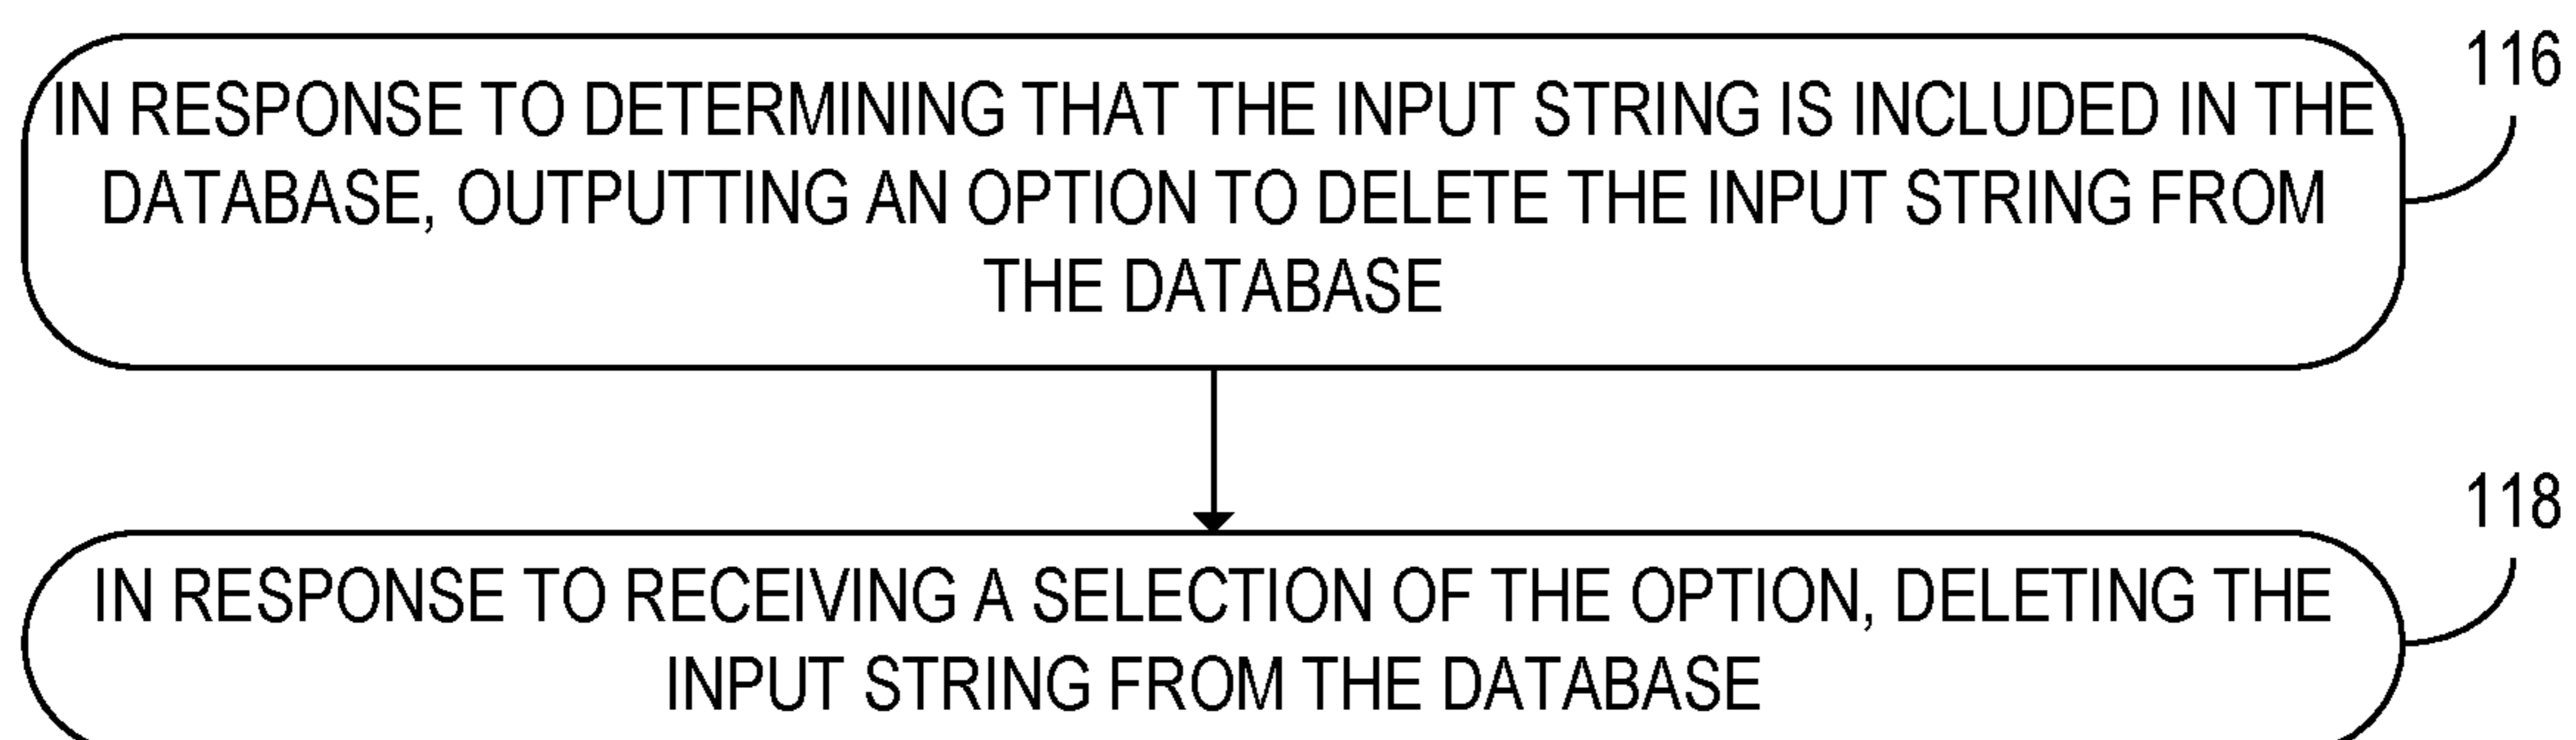 116
IN RESPONSE TO DETERMINING THAT THE INPUT STRING IS INCLUDED IN THE
DATABASE, OUTPUTTING AN OPTION TO DELETE THE INPUT STRING FROM
THE DATABASE
118
IN RESPONSE TO RECEIVING A SELECTION OF THE OPTION, DELETING THE
INPUT STRING FROM THE DATABASE